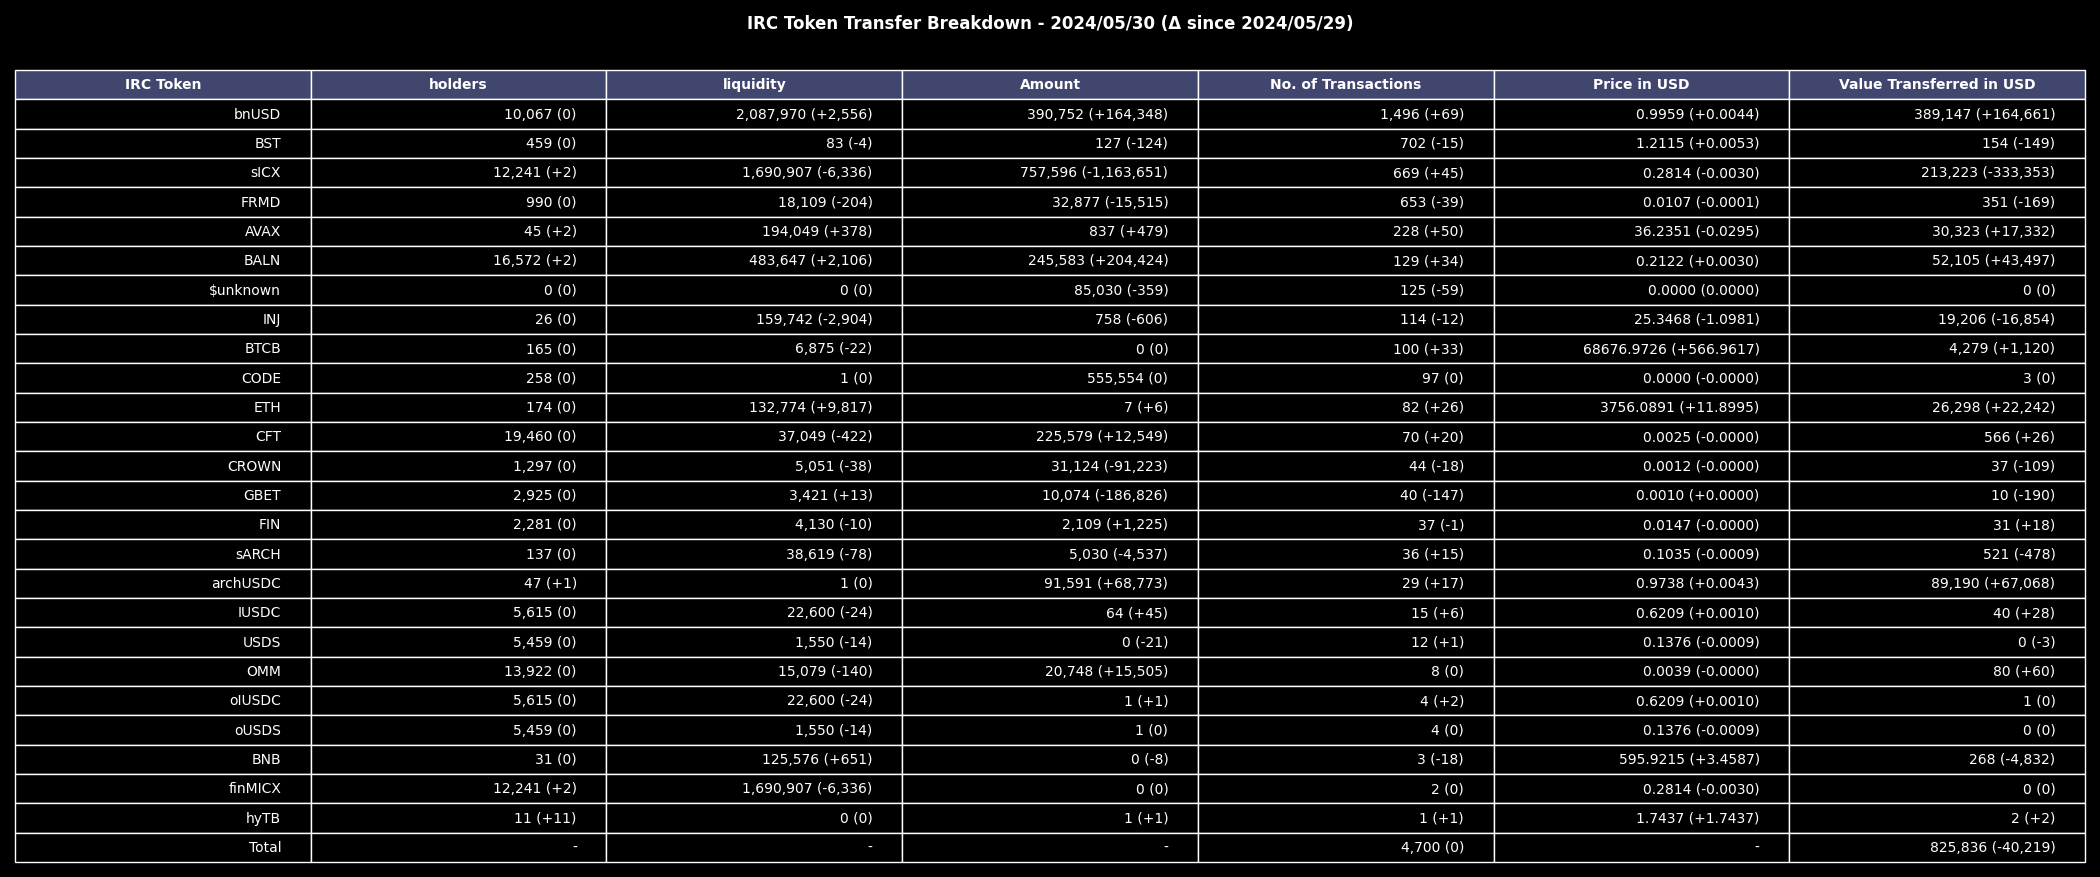 IRC Token Transfer Breakdown - 2024/05/30 (Δ since 2024/05/29)
IRC Token holders liquidity Amount No. of Transactions Price in USD Value Transferred in USD
bnUSD 10,067 (0) 2,087,970 (+2,556) 390,752 (+164,348) 1,496 (+69) 0.9959 (+0.0044) 389,147 (+164,661)
BST 459 (0) 83 (-4) 127 (-124) 702 (-15) 1.2115 (+0.0053) 154 (-149)
sICX 12,241 (+2) 1,690,907 (-6,336) 757,596 (-1,163,651) 669 (+45) 0.2814 (-0.0030) 213,223 (-333,353)
FRMD 990 (0) 18,109 (-204) 32,877 (-15,515) 653 (-39) 0.0107 (-0.0001) 351 (-169)
AVAX 45 (+2) 194,049 (+378) 837 (+479) 228 (+50) 36.2351 (-0.0295) 30,323 (+17,332)
BALN 16,572 (+2) 483,647 (+2,106) 245,583 (+204,424) 129 (+34) 0.2122 (+0.0030) 52,105 (+43,497)
$unknown 0 (0) 0 (0) 85,030 (-359) 125 (-59) 0.0000 (0.0000) 0 (0)
INJ 26 (0) 159,742 (-2,904) 758 (-606) 114 (-12) 25.3468 (-1.0981) 19,206 (-16,854)
BTCB 165 (0) 6,875 (-22) 0 (0) 100 (+33) 68676.9726 (+566.9617) 4,279 (+1,120)
CODE 258 (0) 1 (0) 555,554 (0) 97 (0) 0.0000 (-0.0000) 3 (0)
ETH 174 (0) 132,774 (+9,817) 7 (+6) 82 (+26) 3756.0891 (+11.8995) 26,298 (+22,242)
CFT 19,460 (0) 37,049 (-422) 225,579 (+12,549) 70 (+20) 0.0025 (-0.0000) 566 (+26)
CROWN 1,297 (0) 5,051 (-38) 31,124 (-91,223) 44 (-18) 0.0012 (-0.0000) 37 (-109)
GBET 2,925 (0) 3,421 (+13) 10,074 (-186,826) 40 (-147) 0.0010 (+0.0000) 10 (-190)
FIN 2,281 (0) 4,130 (-10) 2,109 (+1,225) 37 (-1) 0.0147 (-0.0000) 31 (+18)
sARCH 137 (0) 38,619 (-78) 5,030 (-4,537) 36 (+15) 0.1035 (-0.0009) 521 (-478)
archUSDC 47 (+1) 1 (0) 91,591 (+68,773) 29 (+17) 0.9738 (+0.0043) 89,190 (+67,068)
IUSDC 5,615 (0) 22,600 (-24) 64 (+45) 15 (+6) 0.6209 (+0.0010) 40 (+28)
USDS 5,459 (0) 1,550 (-14) 0 (-21) 12 (+1) 0.1376 (-0.0009) 0 (-3)
OMM 13,922 (0) 15,079 (-140) 20,748 (+15,505) 8 (0) 0.0039 (-0.0000) 80 (+60)
oIUSDC 5,615 (0) 22,600 (-24) 1 (+1) 4 (+2) 0.6209 (+0.0010) 1 (0)
oUSDS 5,459 (0) 1,550 (-14) 1 (0) 4 (0) 0.1376 (-0.0009) 0 (0)
BNB 31 (0) 125,576 (+651) 0 (-8) 3 (-18) 595.9215 (+3.4587) 268 (-4,832)
finMICX 12,241 (+2) 1,690,907 (-6,336) 0 (0) 2 (0) 0.2814 (-0.0030) 0 (0)
hyTB 11 (+11) 0 (0) 1 (+1) 1 (+1) 1.7437 (+1.7437) 2 (+2)
Total - - - 4,700 (0) - 825,836 (-40,219)